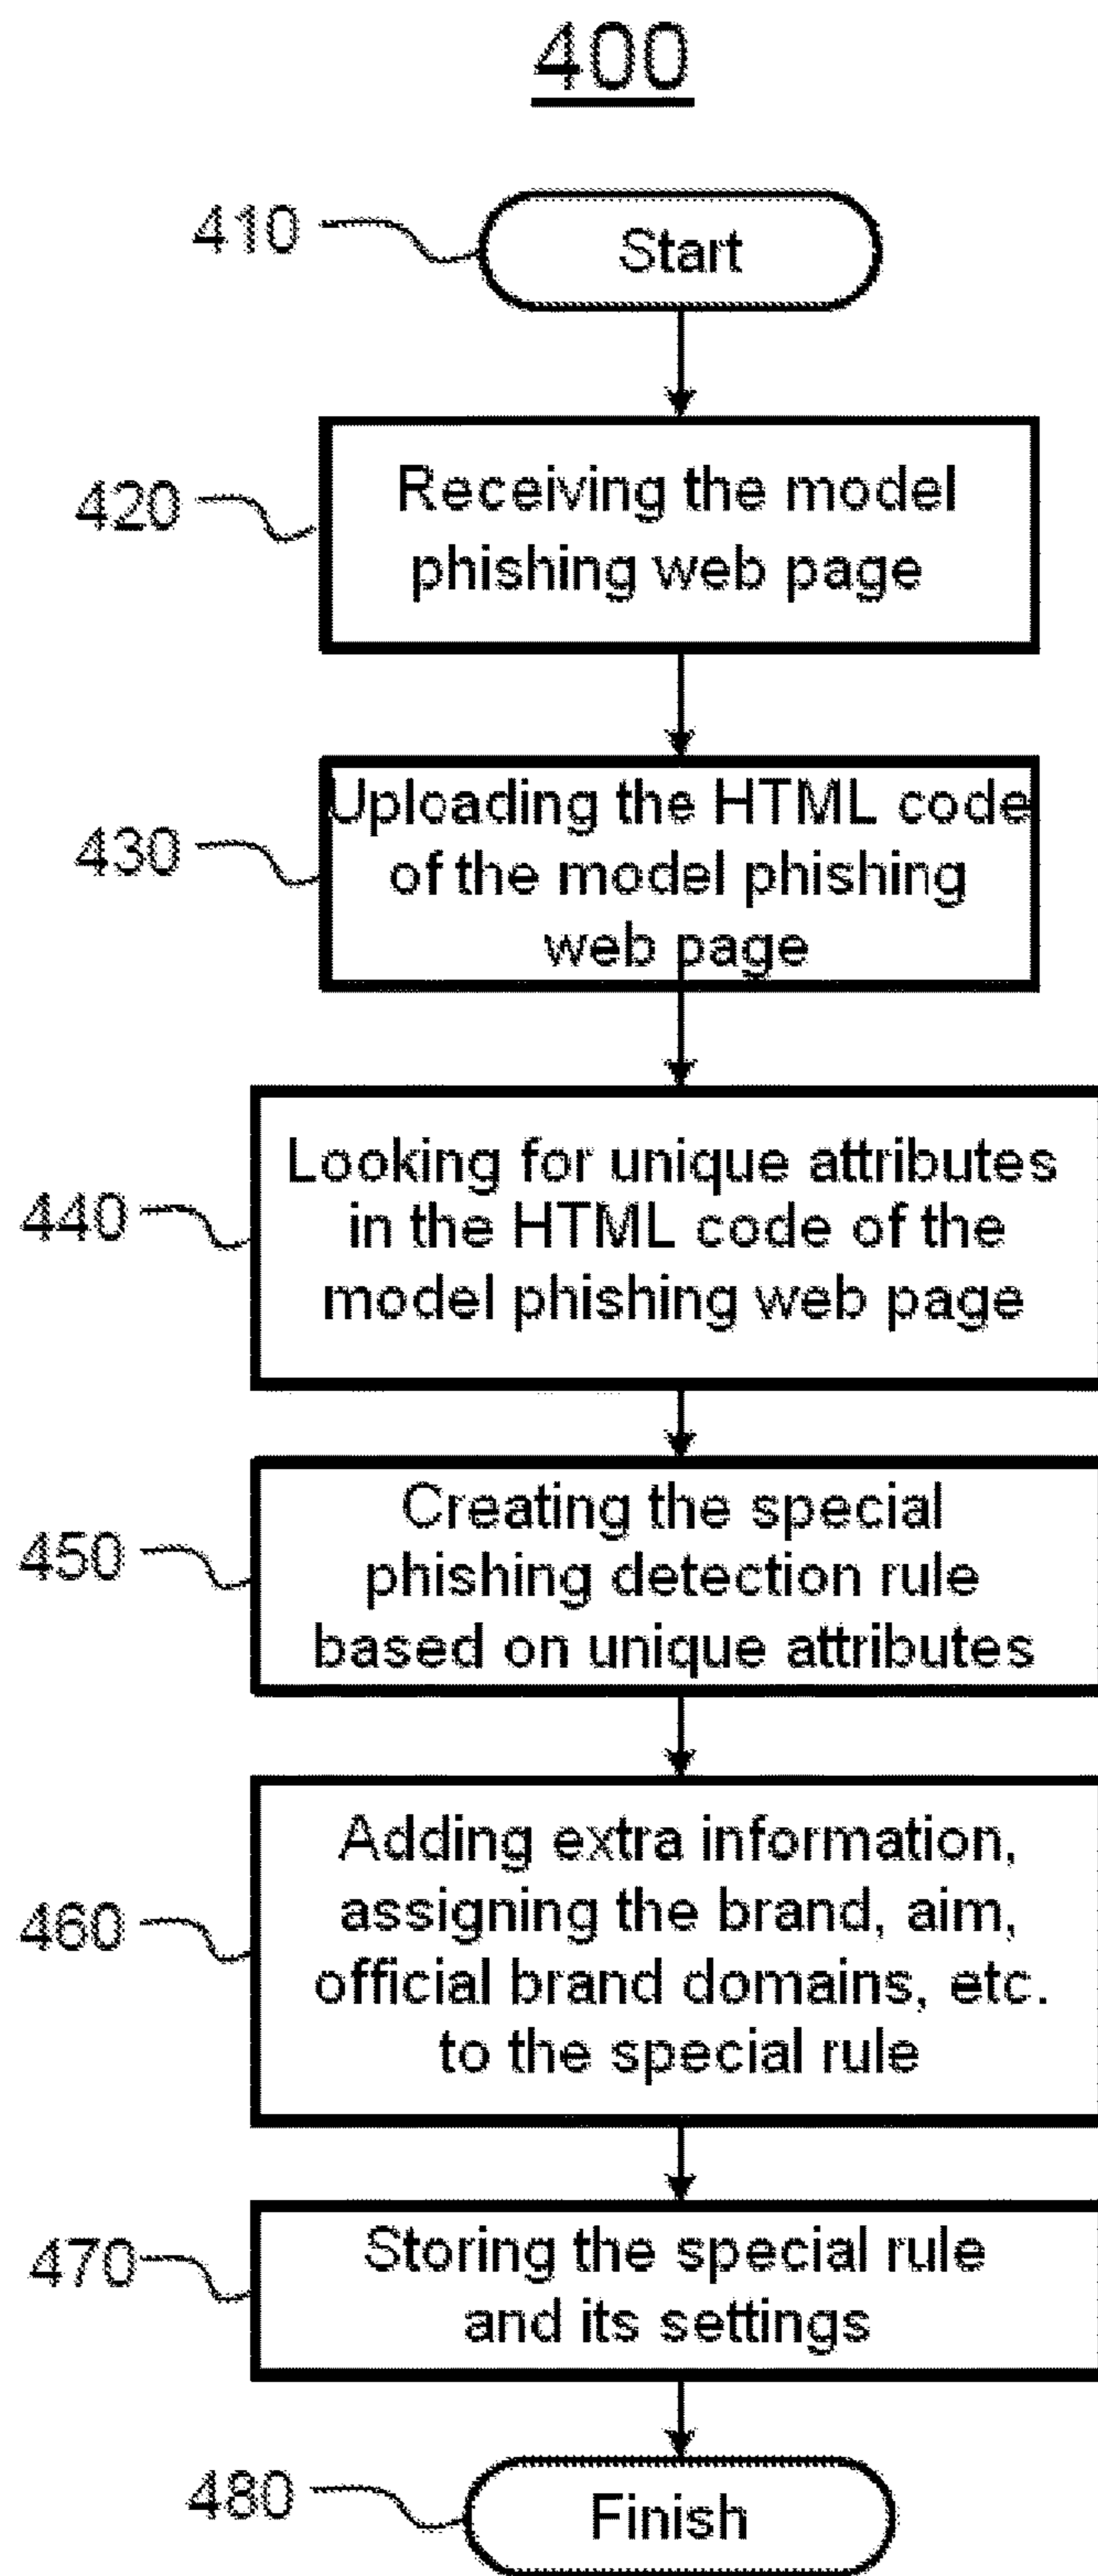 400
410
Start
420
Receiving the model
phishing web page
430
Uploading the HTML code
of the model phishing
web page
440
Looking for unique attributes
in the HTML code of the
model phishing web page
450
Creating the special
phishing detection rule
based on unique attributes
460
Adding extra information,
assigning the brand, aim,
official brand domains, etc.
to the special rule
470
Storing the special rule
and its settings
480
Finish